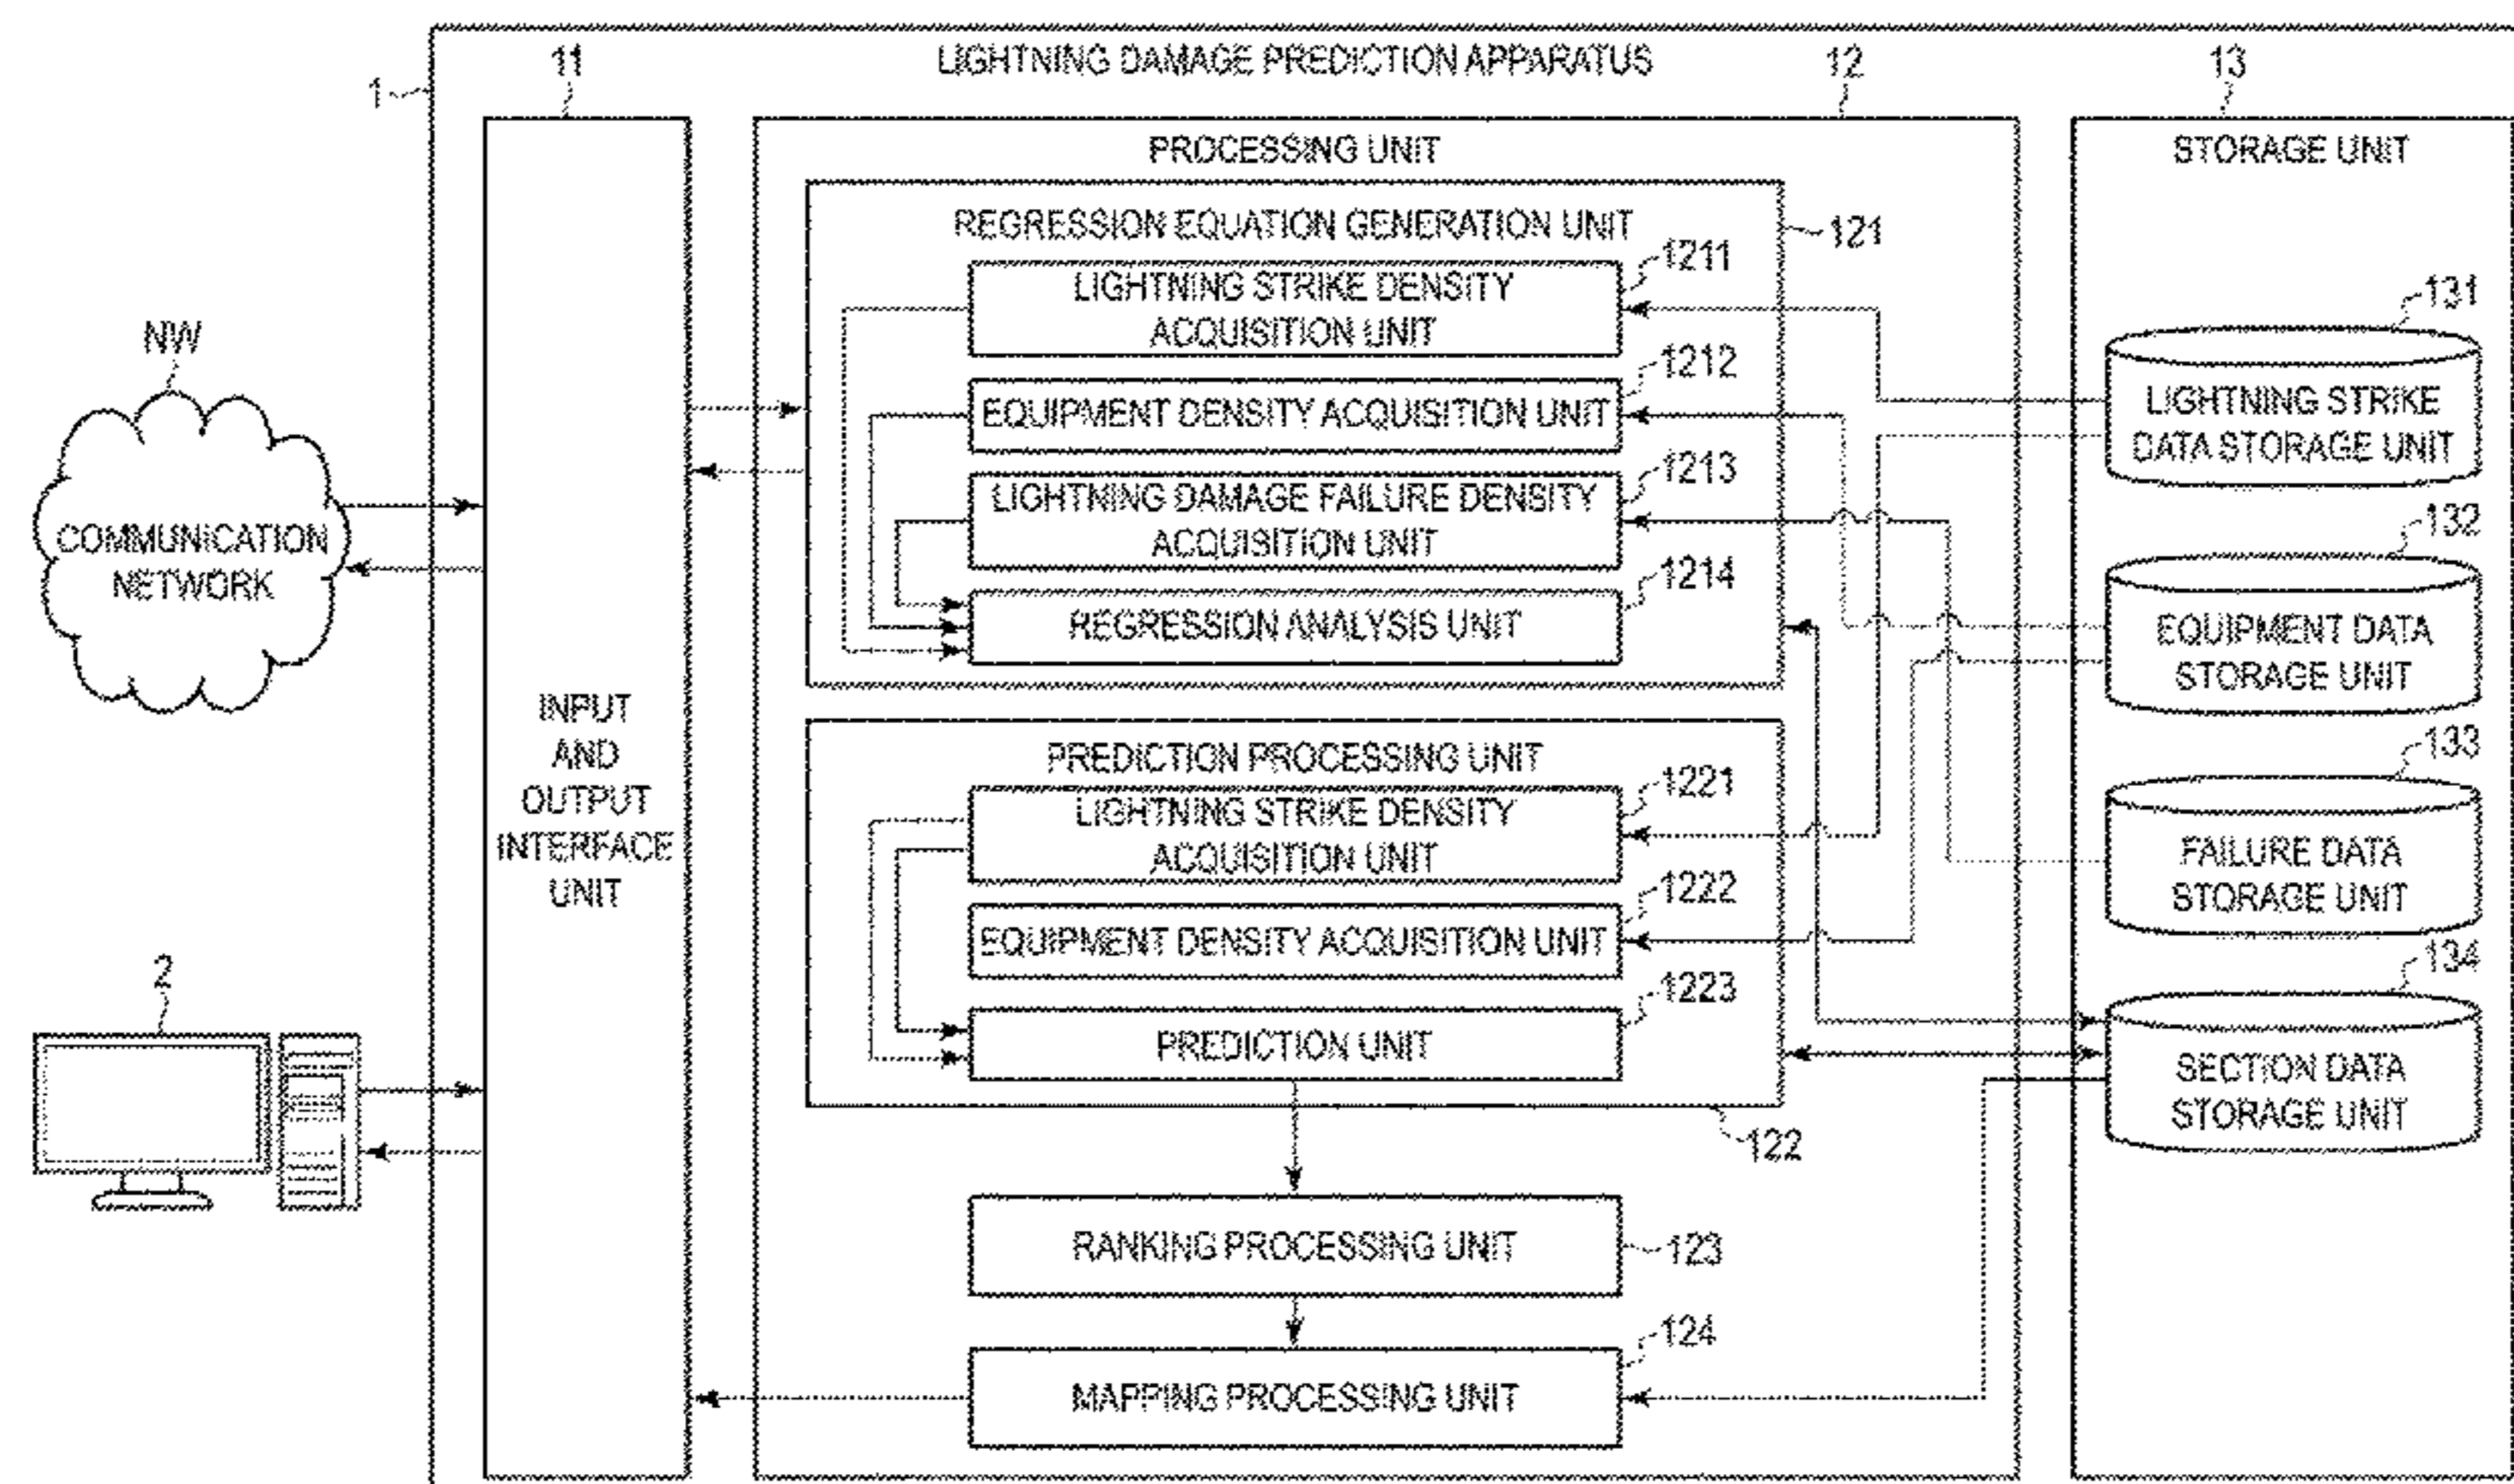 LIGHTNING DAMAGE PREDICTION APPARATUS
1
11
12
13
PROCESSING UNIT
STORAGE UNIT
REGRESSION EQUATION GENERATION UNIT
121
1211
LIGHTNING STRIKE DENSITY
ACQUISITION UNIT
1212
EQUIPMENT DENSITY ACQUISITION UNIT
1213
LIGHTNING DAMAGE FAILURE DENSITY
ACQUISITION UNIT
1214
REGRESSION ANALYSIS UNIT
NW
COMMUNICATION
NETWORK
INPUT
AND
OUTPUT
INTERFACE
UNIT
2
PREDICTION PROCESSING UNIT
1221
LIGHTNING STRIKE DENSITY
ACQUISITION UNIT
1222
EQUIPMENT DENSITY ACQUISITION UNIT
1223
PREDICTION UNIT
122
RANKING PROCESSING UNIT
123
124
MAPPING PROCESSING UNIT
131
LIGHTNING STRIKE
DATA STORAGE UNIT
132
EQUIPMENT DATA
STORAGE UNIT
133
FAILURE DATA
STORAGE UNIT
134
SECTION DATA
STORAGE UNIT